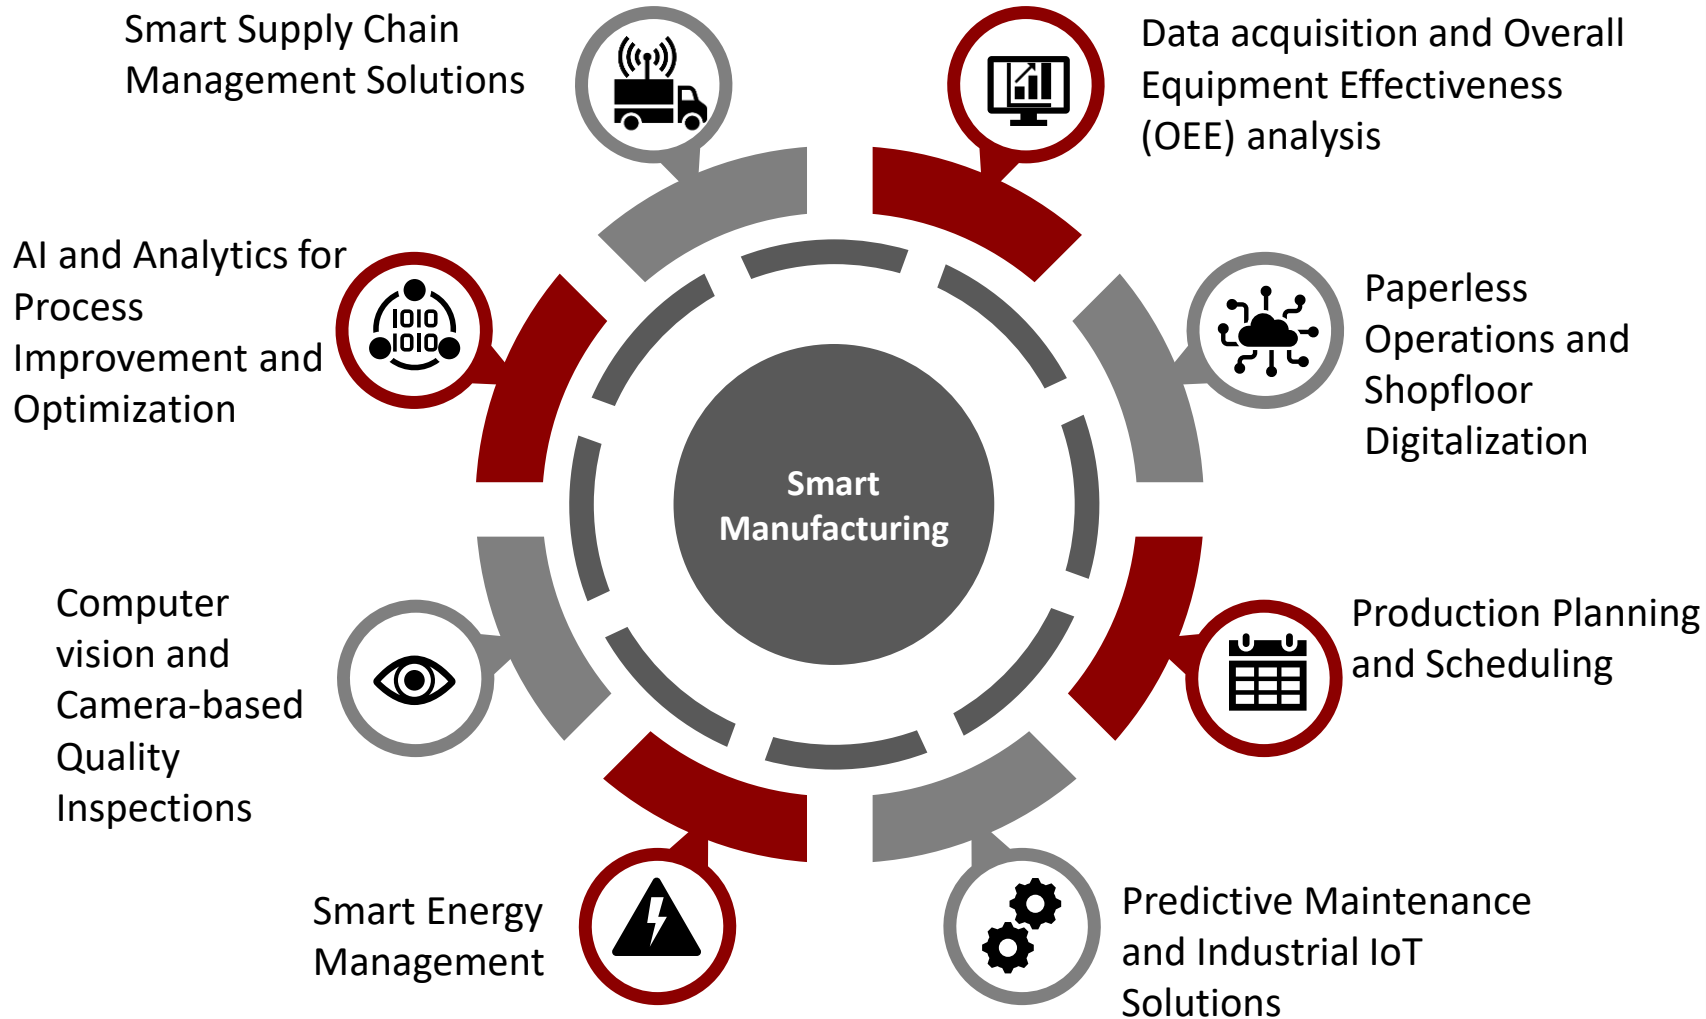 Smart Supply Chain
Management Solutions
Data acquisition and Overall
Equipment Effectiveness
(OEE) analysis
AI and Analytics for
Process
Improvement and
Optimization
1010
1010
Paperless
Operations and
Shopfloor
Digitalization
Smart
Manufacturing
Computer
vision and
Camera-based
Quality
Inspections
Production Planning
and Scheduling
Smart Energy
Management
Predictive Maintenance
and Industrial IoT
Solutions